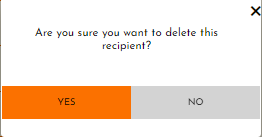 Are you sure you want to delete this
recipient?
YES
NO